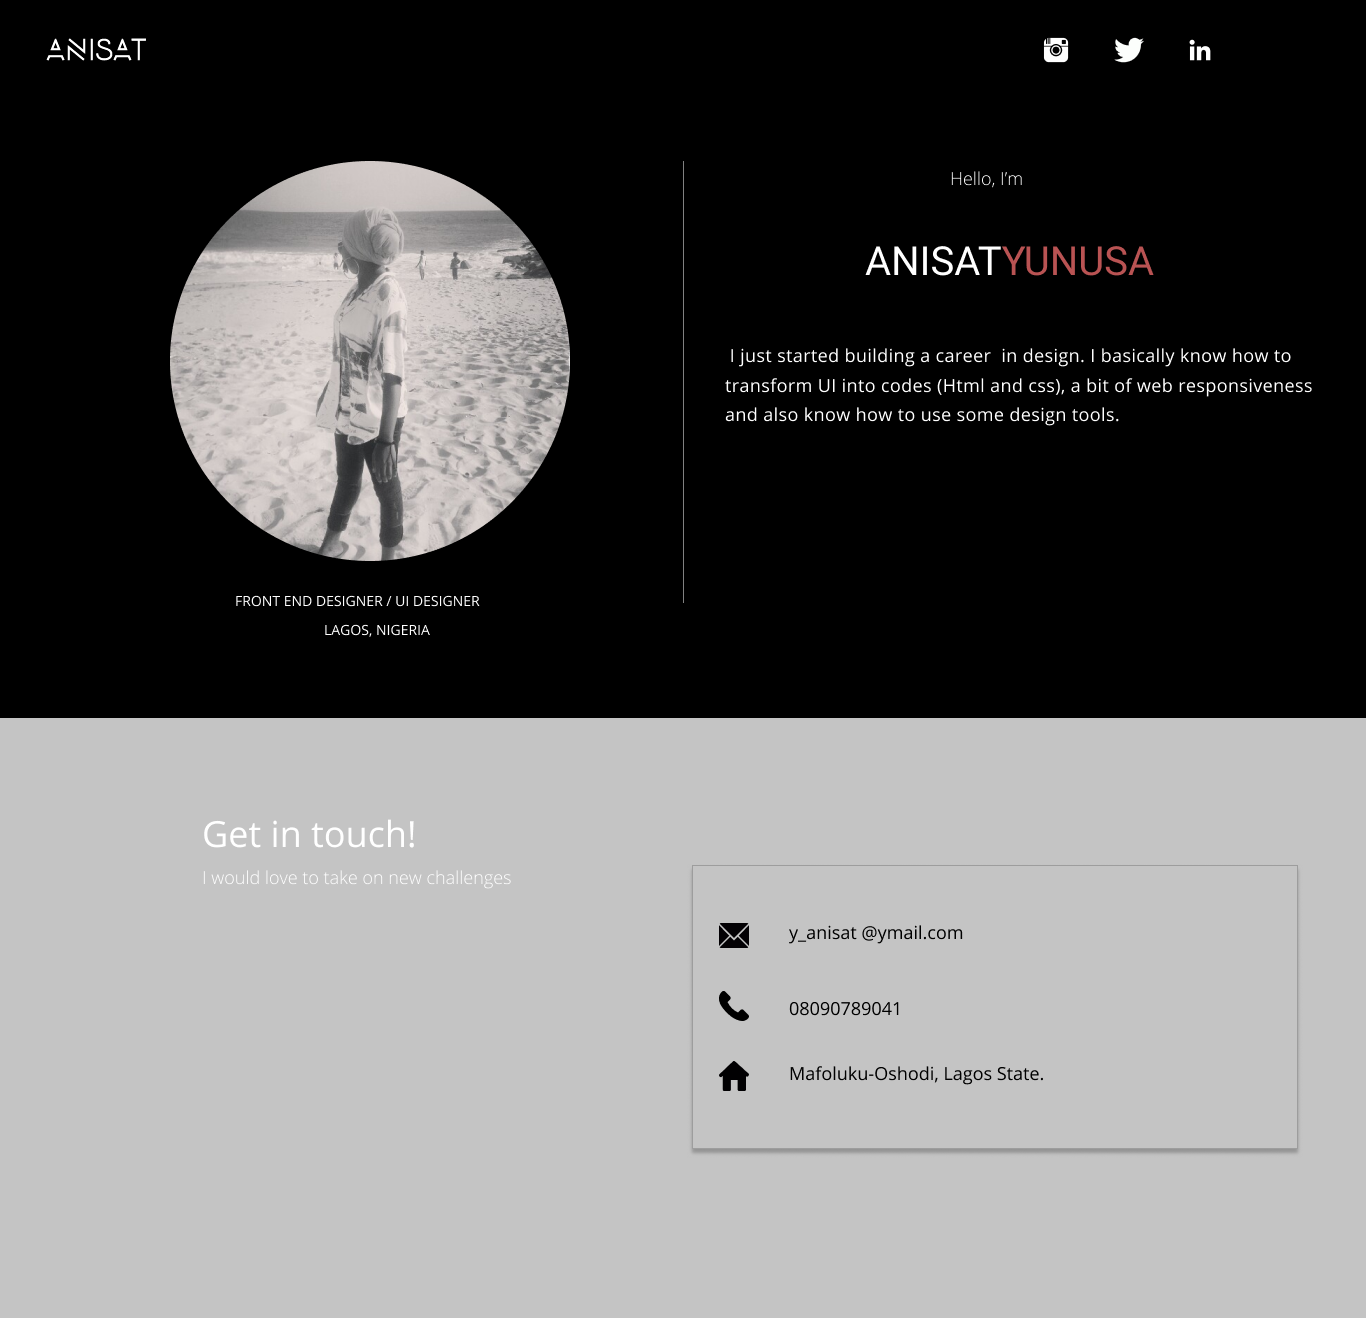 ANISAT
in
Hello, I'm
ANISATYUNUSA
I just started building a career  in design. I basically know how to
transform UI into codes (Html and css), a bit of web responsiveness
and also know how to use some design tools.
FRONT END DESIGNER / UI DESIGNER
LAGOS, NIGERIA
Get in touch!
I would love to take on new challenges
y_anisat @ymail.com
08090789041
Mafoluku-Oshodi, Lagos State.